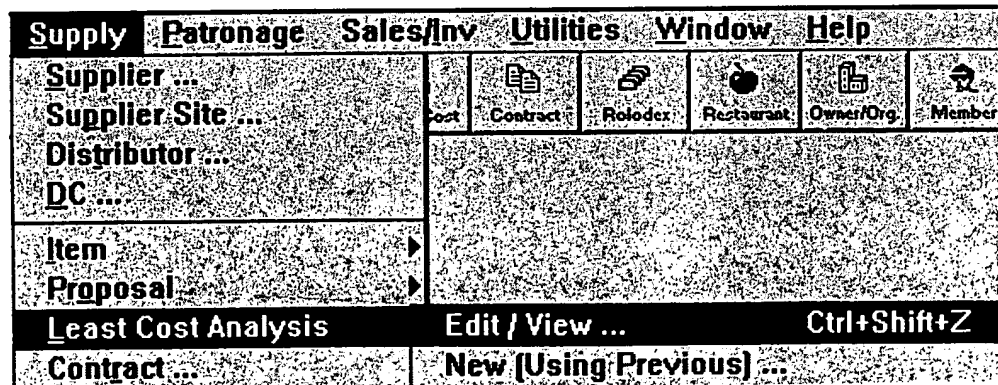 Supply Patronage Sales/Inv Utilities Window Help
Supplier ...
Supplier Site ...
Distributor ...
DC ...
Cost Contract Rolodex Restaurant Owner/Org Member
Item
Proposal
Least Cost Analysis Edit / View ... Ctrl+Shift+Z
Contract ... New (Using Previous) ...